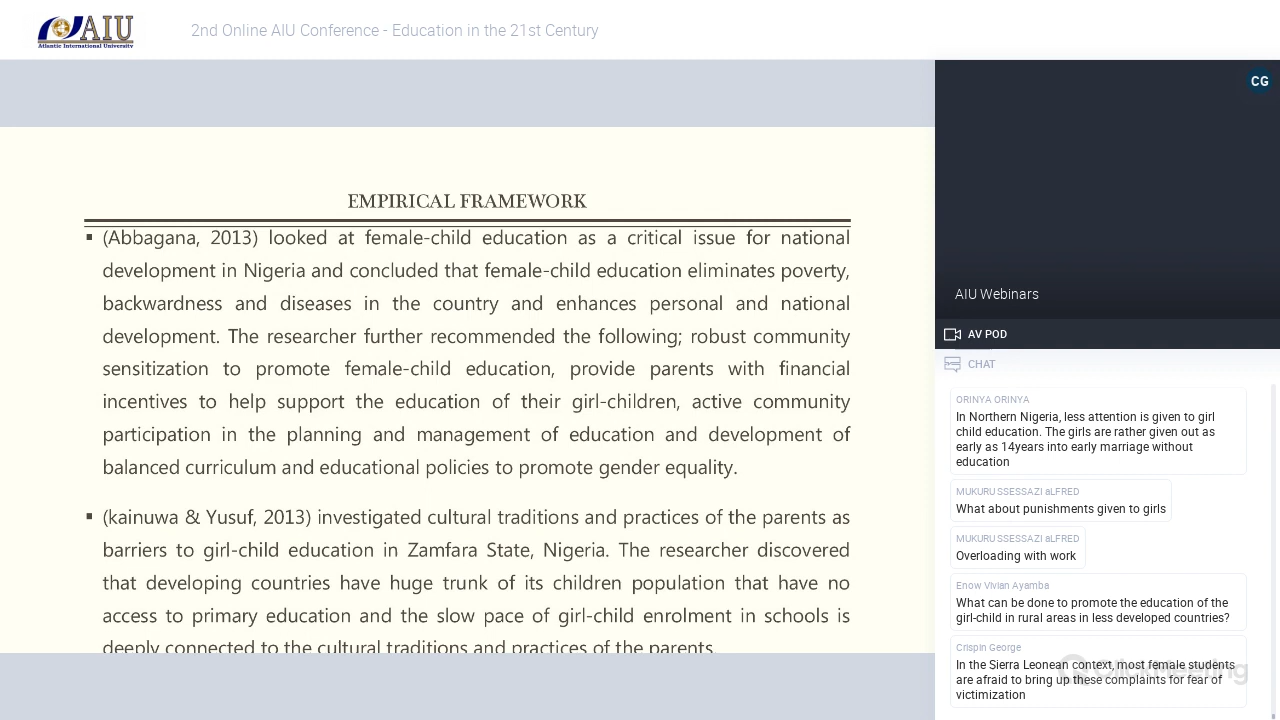 AIU
Atlantic International University
2nd Online AIU Conference - Education in the 21st Century
CG
EMPIRICAL FRAMEWORK
▪ (Abbagana, 2013) looked at female-child education as a critical issue for national
development in Nigeria and concluded that female-child education eliminates poverty,
backwardness and diseases in the country and enhances personal and national
development. The researcher further recommended the following; robust community
sensitization to promote female-child education, provide parents with financial
incentives to help support the education of their girl-children, active community
participation in the planning and management of education and development of
balanced curriculum and educational policies to promote gender equality.
▪ (kainuwa & Yusuf, 2013) investigated cultural traditions and practices of the parents as
barriers to girl-child education in Zamfara State, Nigeria. The researcher discovered
that developing countries have huge trunk of its children population that have no
access to primary education and the slow pace of girl-child enrolment in schools is
deeply connected to the cultural traditions and practices of the parents.
AIU Webinars
AV POD
CHAT
ORINYA ORINYA
In Northern Nigeria, less attention is given to girl
child education. The girls are rather given out as
early as 14years into early marriage without
education
MUKURU SSESSAZI aLFRED
What about punishments given to girls
MUKURU SSESSAZI aLFRED
Overloading with work
Enow Vivian Ayamba
What can be done to promote the education of the
girl-child in rural areas in less developed countries?
Crispin George
In the Sierra Leonean context, most female students
are afraid to bring up these complaints for fear of
victimization
ClickMeeting